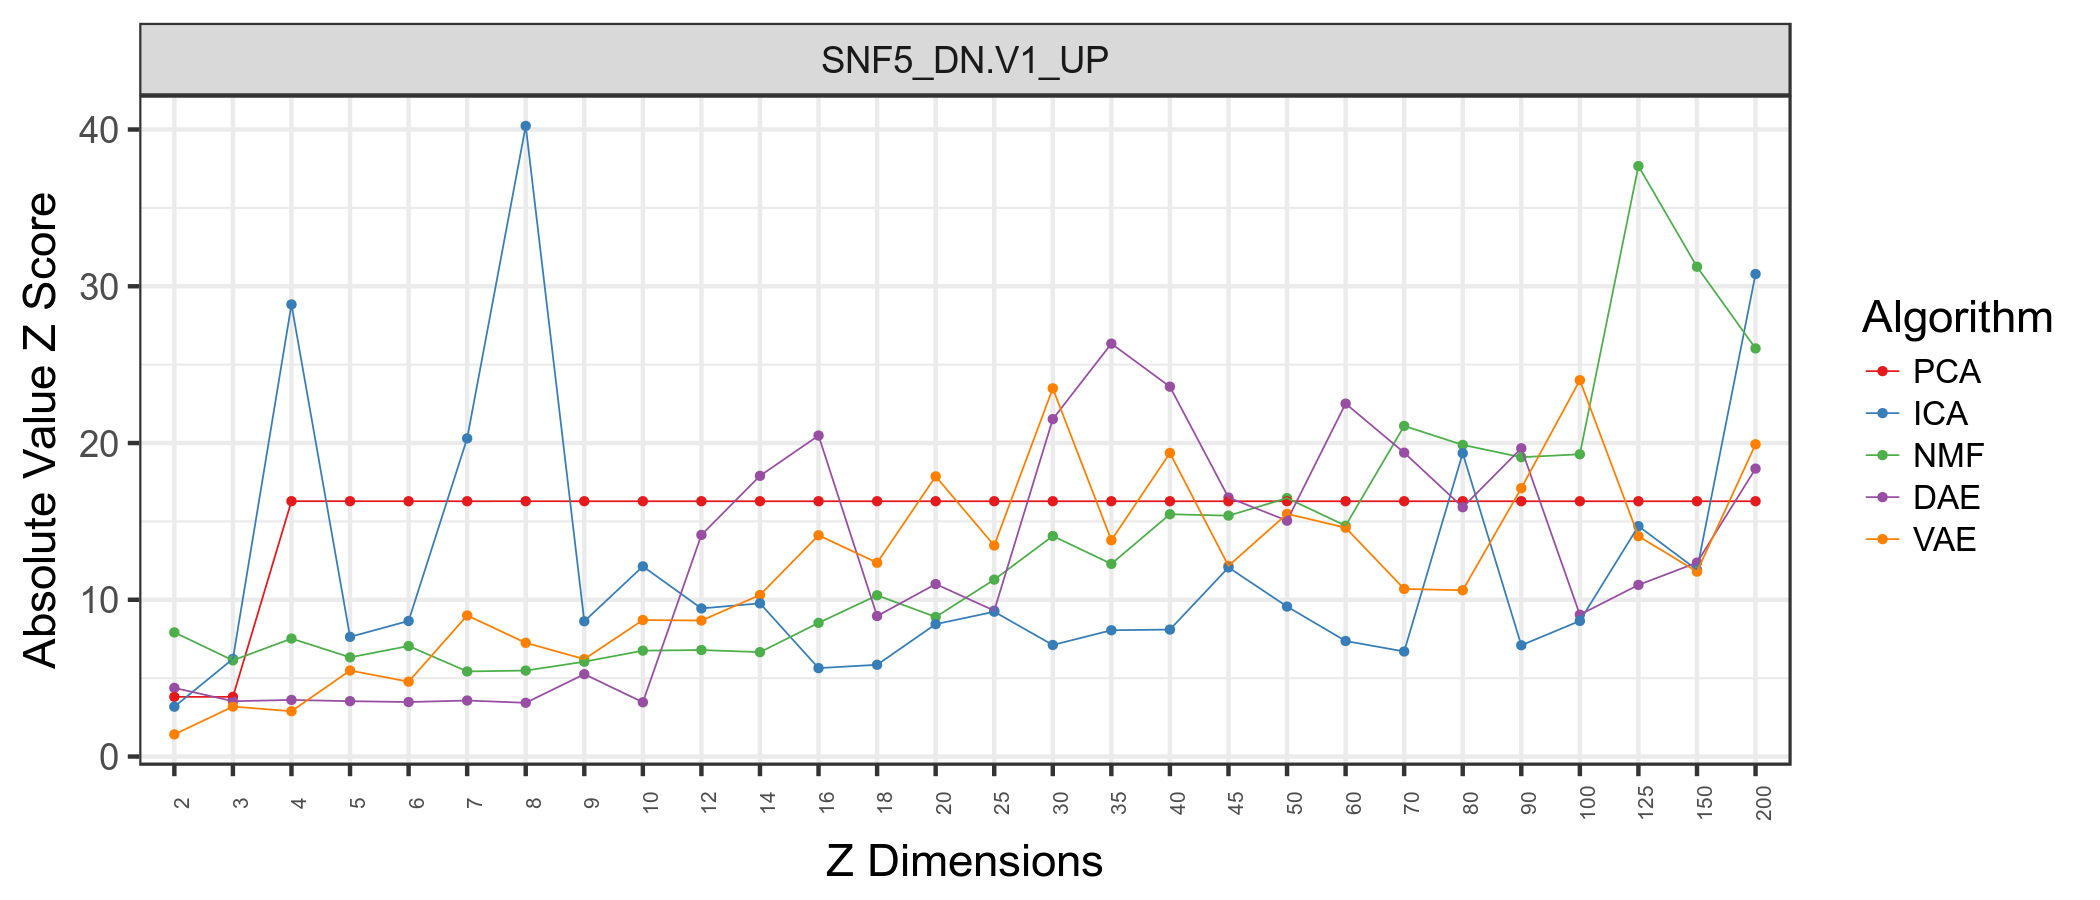 SNF5_DN.V1_UP
Absolute Value Z Score
40
30
20
10
0
2 3 4 5 6 7 8 9 10 12 14 16 18 20 25 30 35 40 45 50 60 70 80 90 100 125 150 200
Z Dimensions
Algorithm
PCA
ICA
NMF
DAE
VAE